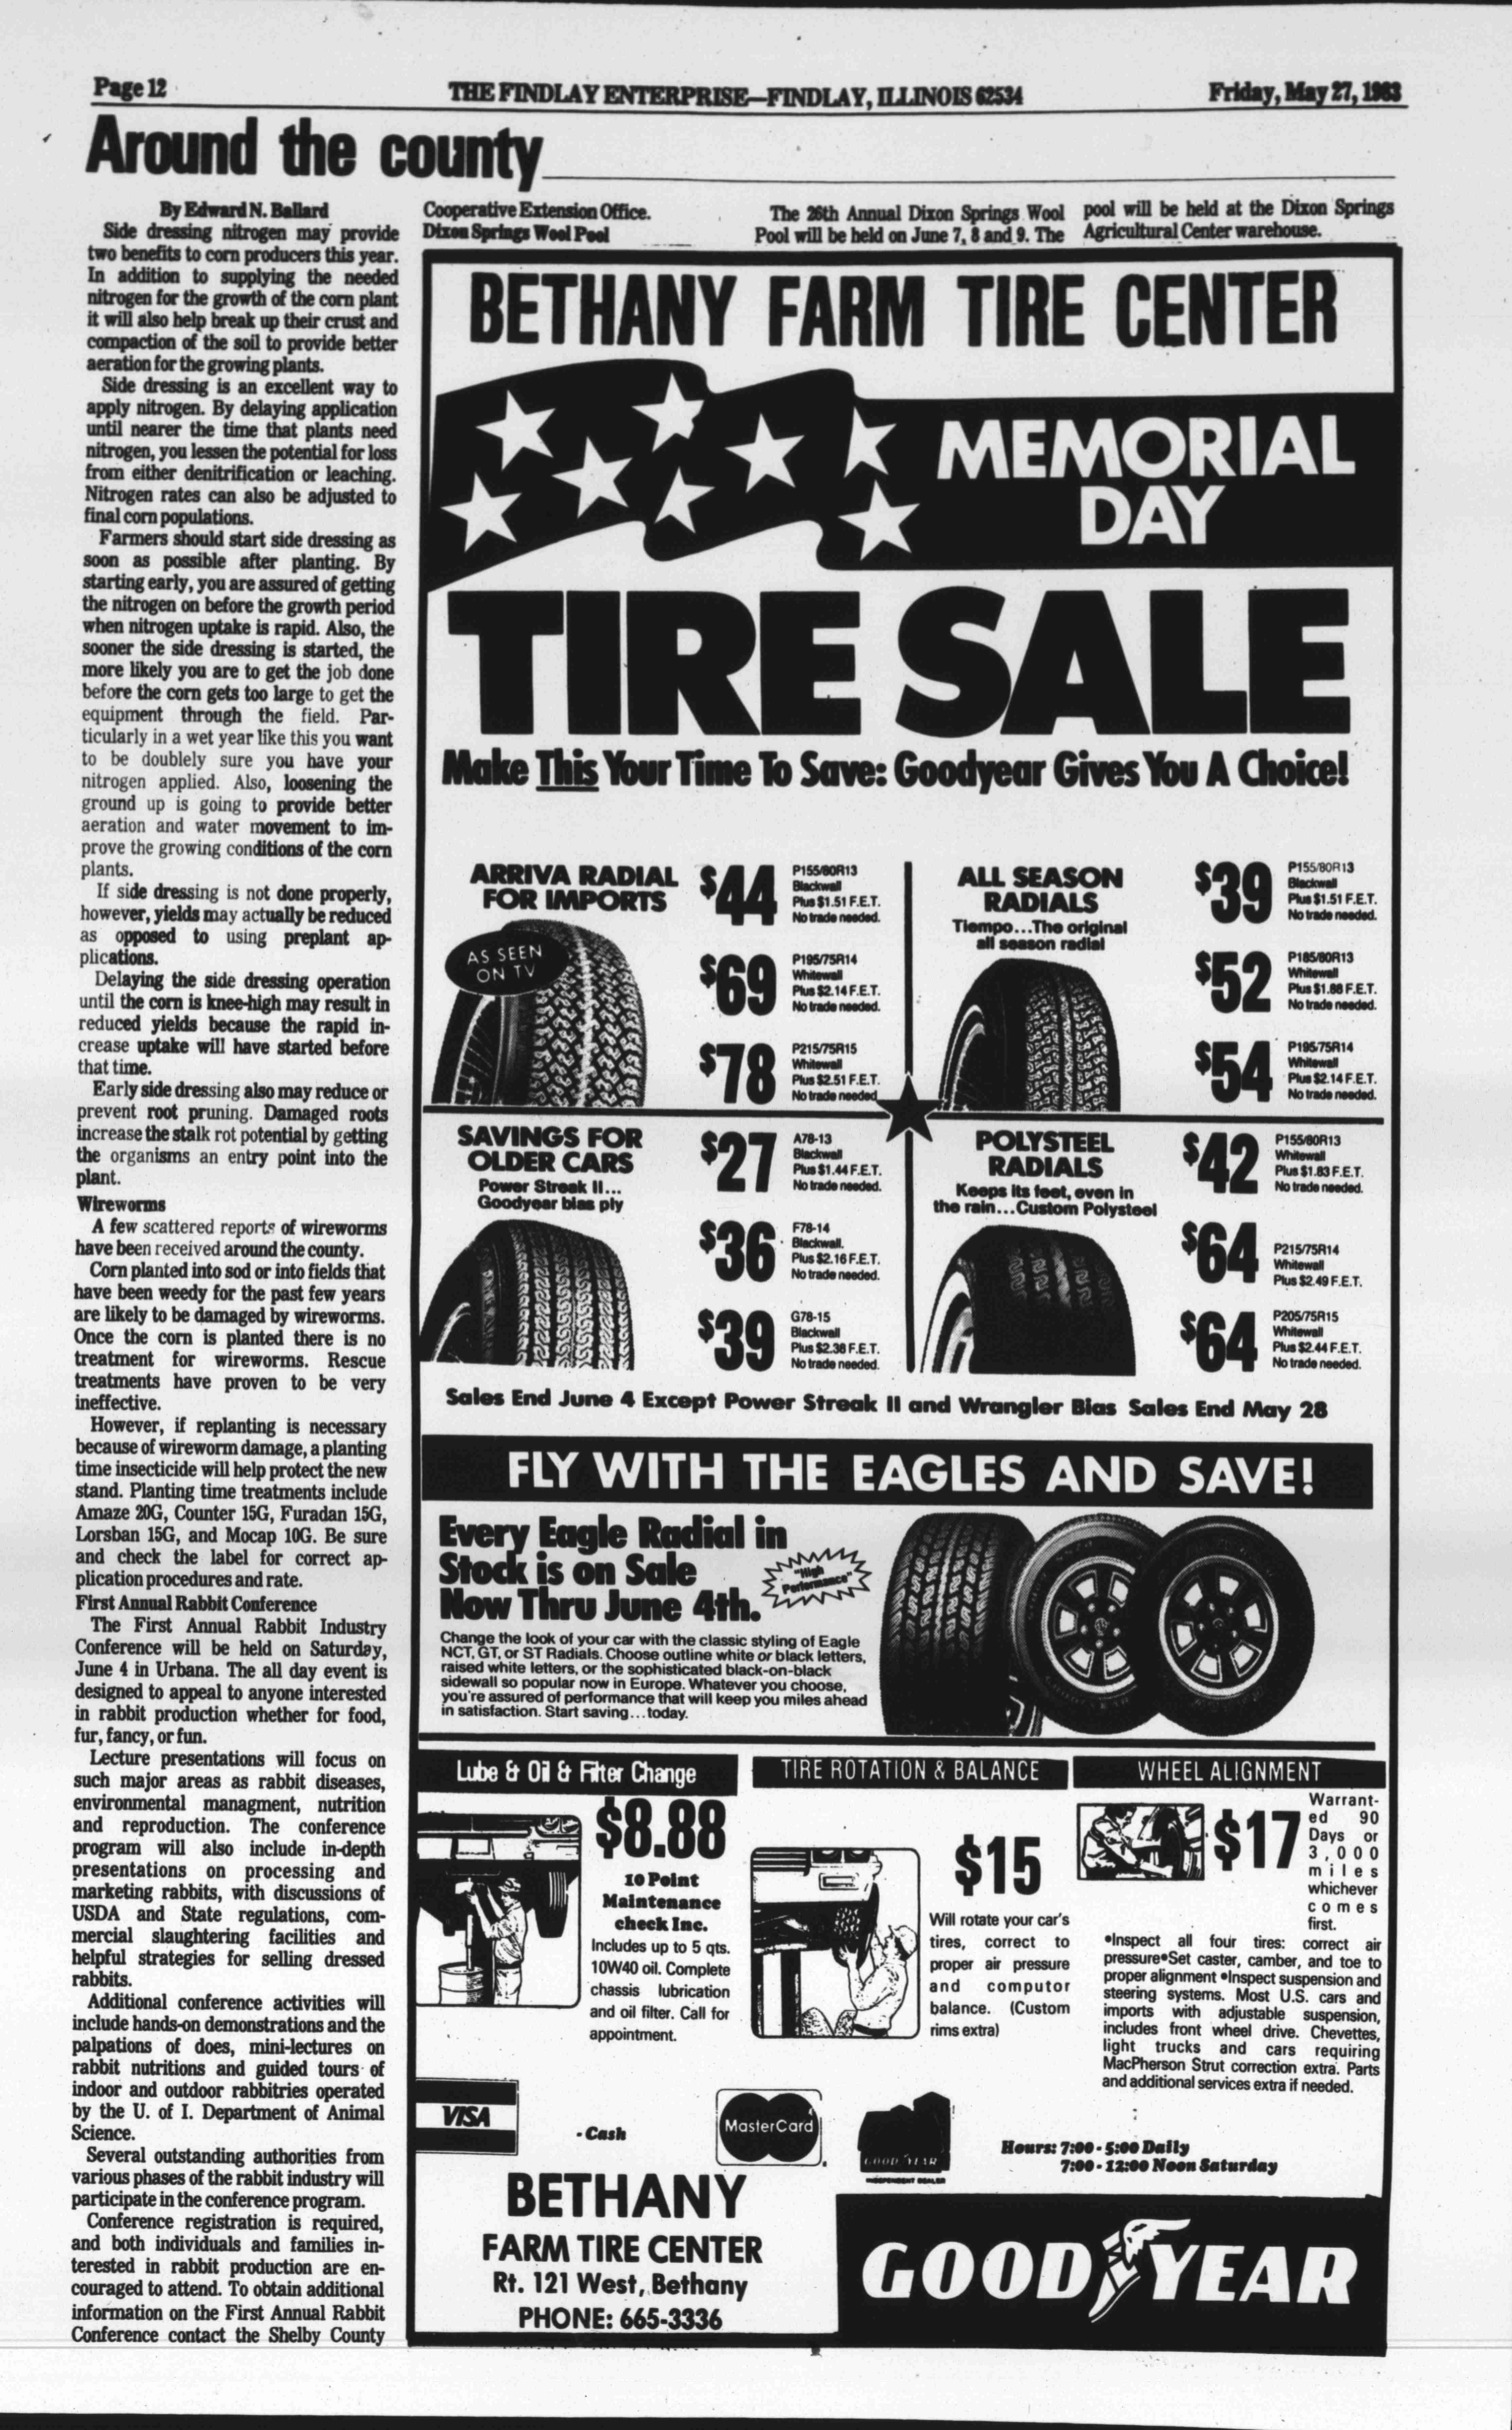 Page 12
THE FINDLAY ENTERPRISE—FINDLAY, ILLINOIS 62534
Friday, May 27, 1983
Around the county
By Edward N. Ballard
Side dressing nitrogen may provide
two benefits to corn producers this year.
In addition to supplying the needed
nitrogen for the growth of the corn plant
it will also help break up their crust and
compaction of the soil to provide better
aeration for the growing plants.
Side dressing is an excellent way to
apply nitrogen. By delaying application
until nearer the time that plants need
nitrogen, you lessen the potential for loss
from either denitrification or leaching.
Nitrogen rates can also be adjusted to
final corn populations.
Farmers should start side dressing as
soon as possible after planting. By
starting early, you are assured of getting
the nitrogen on before the growth period
when nitrogen uptake is rapid. Also, the
sooner the side dressing is started, the
more likely you are to get the job done
before the corn gets too large to get the
equipment through the field. Par-
ticularly in a wet year like this you want
to be doublely sure you have your
nitrogen applied. Also, loosening the
ground up is going to provide better
aeration and water movement to im-
prove the growing conditions of the corn
plants.
If side dressing is not done properly,
however, yields may actually be reduced
as opposed to using preplant ap-
plications.
Delaying the side dressing operation
until the corn is knee-high may result in
reduced yields because the rapid in-
crease uptake will have started before
that time.
Early side dressing also may reduce or
prevent root pruning. Damaged roots
increase the stalk rot potential by getting
the organisms an entry point into the
plant.
Wireworms
A few scattered reports of wireworms
have been received around the county.
Corn planted into sod or into fields that
have been weedy for the past few years
are likely to be damaged by wireworms.
Once the corn is planted there is no
treatment for wireworms. Rescue
treatments have proven to be very
ineffective.
However, if replanting is necessary
because of wireworm damage, a planting
time insecticide will help protect the new
stand. Planting time treatments include
Amaze 20G, Counter 15G, Furadan 15G,
Lorsban 15G, and Mocap 10G. Be sure
and check the label for correct ap-
plication procedures and rate.
First Annual Rabbit Conference
The First Annual Rabbit Industry
Conference will be held on Saturday,
June 4 in Urbana. The all day event is
designed to appeal to anyone interested
in rabbit production whether for food,
fur, fancy, or fun.
Lecture presentations will focus on
such major areas as rabbit diseases,
environmental managment, nutrition
and reproduction. The conference
program will also include in-depth
presentations on processing and
marketing rabbits, with discussions of
USDA and State regulations, com-
mercial slaughtering facilities and
helpful strategies for selling dressed
rabbits.
Additional conference activities will
include hands-on demonstrations and the
palpations of does, mini-lectures on
rabbit nutritions and guided tours of
indoor and outdoor rabbitries operated
by the U. of I. Department of Animal
Science.
Several outstanding authorities from
various phases of the rabbit industry will
participate in the conference program.
Conference registration is required,
and both individuals and families in-
terested in rabbit production are en-
couraged to attend. To obtain additional
information on the First Annual Rabbit
Conference contact the Shelby County
Cooperative Extension Office.
Dixon Springs Wool Pool
The 26th Annual Dixon Springs Wool
Pool will be held on June 7, 8 and 9. The
pool will be held at the Dixon Springs
Agricultural Center warehouse.
BETHANY FARM TIRE CENTER
MEMORIAL
DAY
TIRE SALE
Make This Your Time To Save: Goodyear Gives You A Choice!
ARRIVA RADIAL
FOR IMPORTS
AS SEEN
ON TV
$44
P155/80R13
Blackwall
Plus $1.51 F.E.T.
No trade needed.
$69
P195/75R14
Whitewall
Plus $2.14 F.E.T.
No trade needed.
$78
P215/75R15
Whitewall
Plus $2.51 F.E.T.
No trade needed
ALL SEASON
RADIALS
Tiempo...The original
all season radial
$39
P155/80R13
Blackwall
Plus $1.51 F.E.T.
No trade needed.
$52
P185/80R13
Whitewall
Plus $1.88 F.E.T.
No trade needed.
$54
P195/75R14
Whitewall
Plus $2.14 F.E.T.
No trade needed.
SAVINGS FOR
OLDER CARS
Power Streak II...
Goodyear bias ply
$27
A78-13
Blackwall
Plus $1.44 F.E.T.
No trade needed.
$36
F78-14
Blackwall.
Plus $2.16 F.E.T.
No trade needed.
$39
G78-15
Blackwall
Plus $2.36 F.E.T.
No trade needed.
POLYSTEEL
RADIALS
Keeps its feet, even in
the rain...Custom Polysteel
$42
P155/80R13
Whitewall
Plus $1.83 F.E.T.
No trade needed.
$64
P215/75R14
Whitewall
Plus $2.49 F.E.T.
$64
P205/75R15
Whitewall
Plus $2.44 F.E.T.
No trade needed.
Sales End June 4 Except Power Streak II and Wrangler Bias Sales End May 28
FLY WITH THE EAGLES AND SAVE!
Every Eagle Radial in
Stock is on Sale
Now Thru June 4th.
"High
Performance"
Change the look of your car with the classic styling of Eagle
NCT, GT, or ST Radials. Choose outline white or black letters,
raised white letters, or the sophisticated black-on-black
sidewall so popular now in Europe. Whatever you choose,
you're assured of performance that will keep you miles ahead
in satisfaction. Start saving...today.
Lube & Oil & Filter Change
$8.88
10 Point
Maintenance
check Inc.
Includes up to 5 qts.
10W40 oil. Complete
chassis lubrication
and oil filter. Call for
appointment.
TIRE ROTATION & BALANCE
$15
Will rotate your car's
tires, correct to
proper air pressure
and computor
balance. (Custom
rims extra)
WHEEL ALIGNMENT
$17
Warrant-
ed 90
Days or
3,000
miles
whichever
comes
first.
•Inspect all four tires: correct air
pressure•Set caster, camber, and toe to
proper alignment •Inspect suspension and
steering systems. Most U.S. cars and
imports with adjustable suspension,
includes front wheel drive. Chevettes,
light trucks and cars requiring
MacPherson Strut correction extra. Parts
and additional services extra if needed.
VISA
- Cash
MasterCard
GOOD YEAR
INDEPENDENT DEALER
Hours: 7:00 - 5:00 Daily
7:00 - 12:00 Noon Saturday
BETHANY
FARM TIRE CENTER
Rt. 121 West, Bethany
PHONE: 665-3336
GOODYEAR